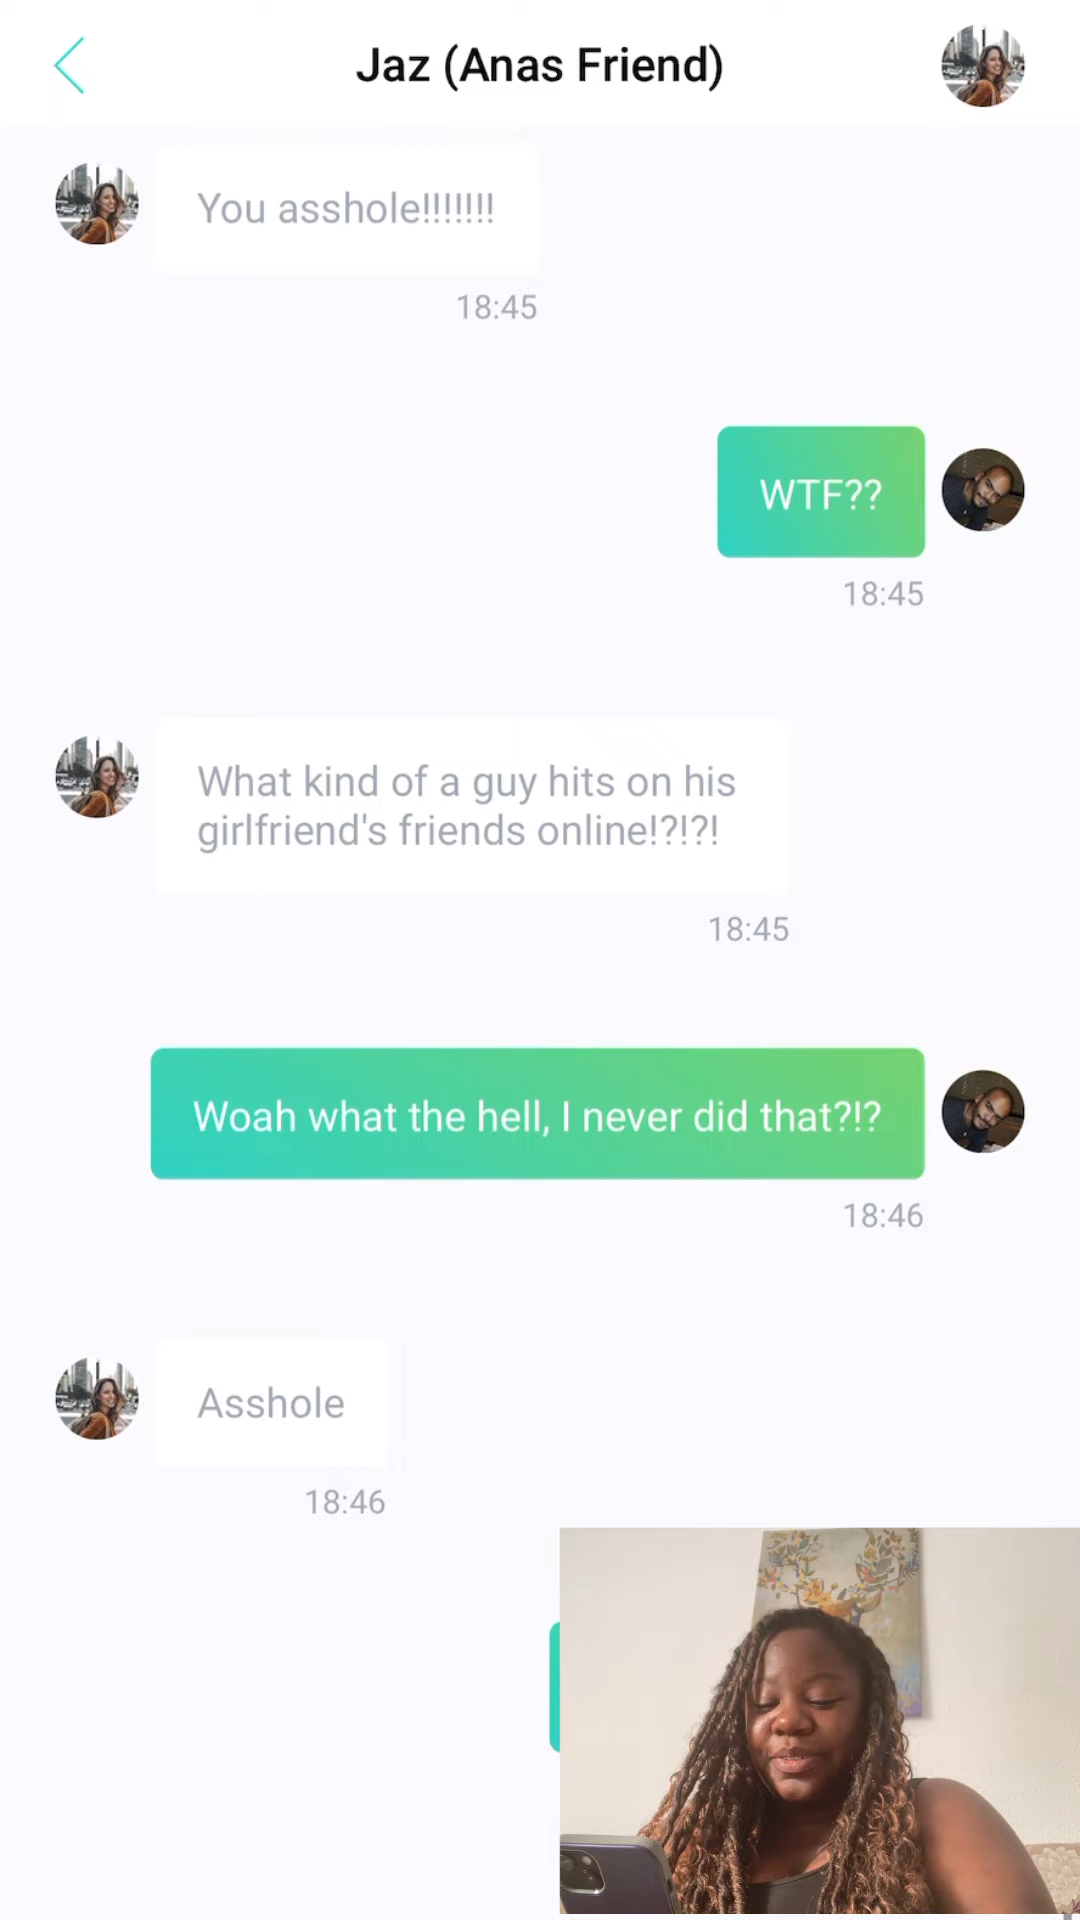 Jaz (Anas Friend)
You asshole!!!!!!!
18:45
WTF??
18:45
What kind of a guy hits on his
girlfriend's friends online!?!?!
18:45
Woah what the hell, I never did that?!?
18:46
Asshole
18:46